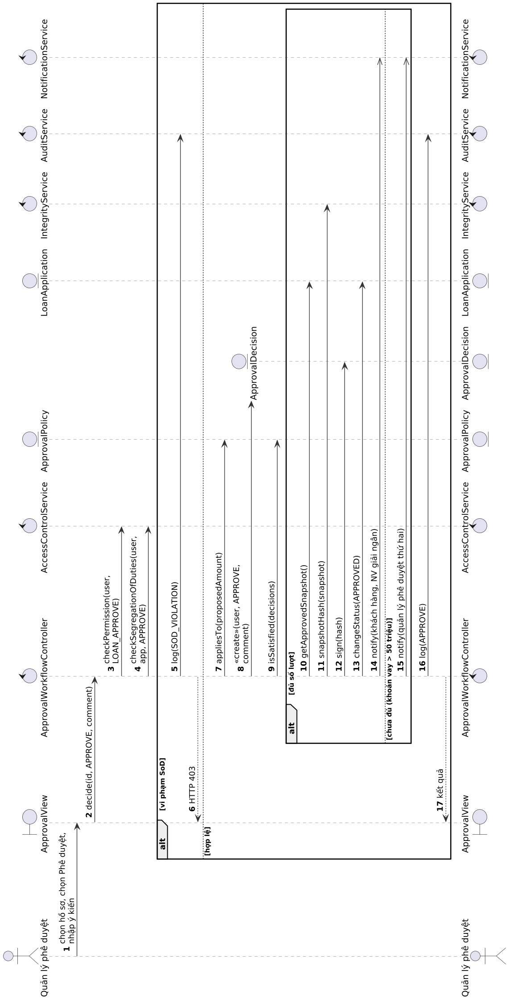 Quản lý phê duyệt
ApprovalView
ApprovalWorkflowController
AccessControlService
ApprovalPolicy
LoanApplication
IntegrityService
AuditService
NotificationService
1 chọn hồ sơ, chọn Phê duyệt,
nhập ý kiến
2 decide(id, APPROVE, comment)
3 checkPermission(user,
LOAN_APPROVE)
4 checkSegregationOfDuties(user,
app, APPROVE)
alt [vi phạm SoD]
5 log(SOD_VIOLATION)
6 HTTP 403
[hợp lệ]
7 appliesTo(proposedAmount)
8 «create»(user, APPROVE,
comment)
ApprovalDecision
9 isSatisfied(decisions)
alt [đủ số lượt]
10 getApprovedSnapshot()
11 snapshotHash(snapshot)
12 sign(hash)
13 changeStatus(APPROVED)
14 notify(khách hàng, NV giải ngân)
[chưa đủ (khoản vay > 50 triệu)]
15 notify(quản lý phê duyệt thứ hai)
16 log(APPROVE)
17 kết quả
Quản lý phê duyệt
ApprovalView
ApprovalWorkflowController
AccessControlService
ApprovalPolicy
ApprovalDecision
LoanApplication
IntegrityService
AuditService
NotificationService